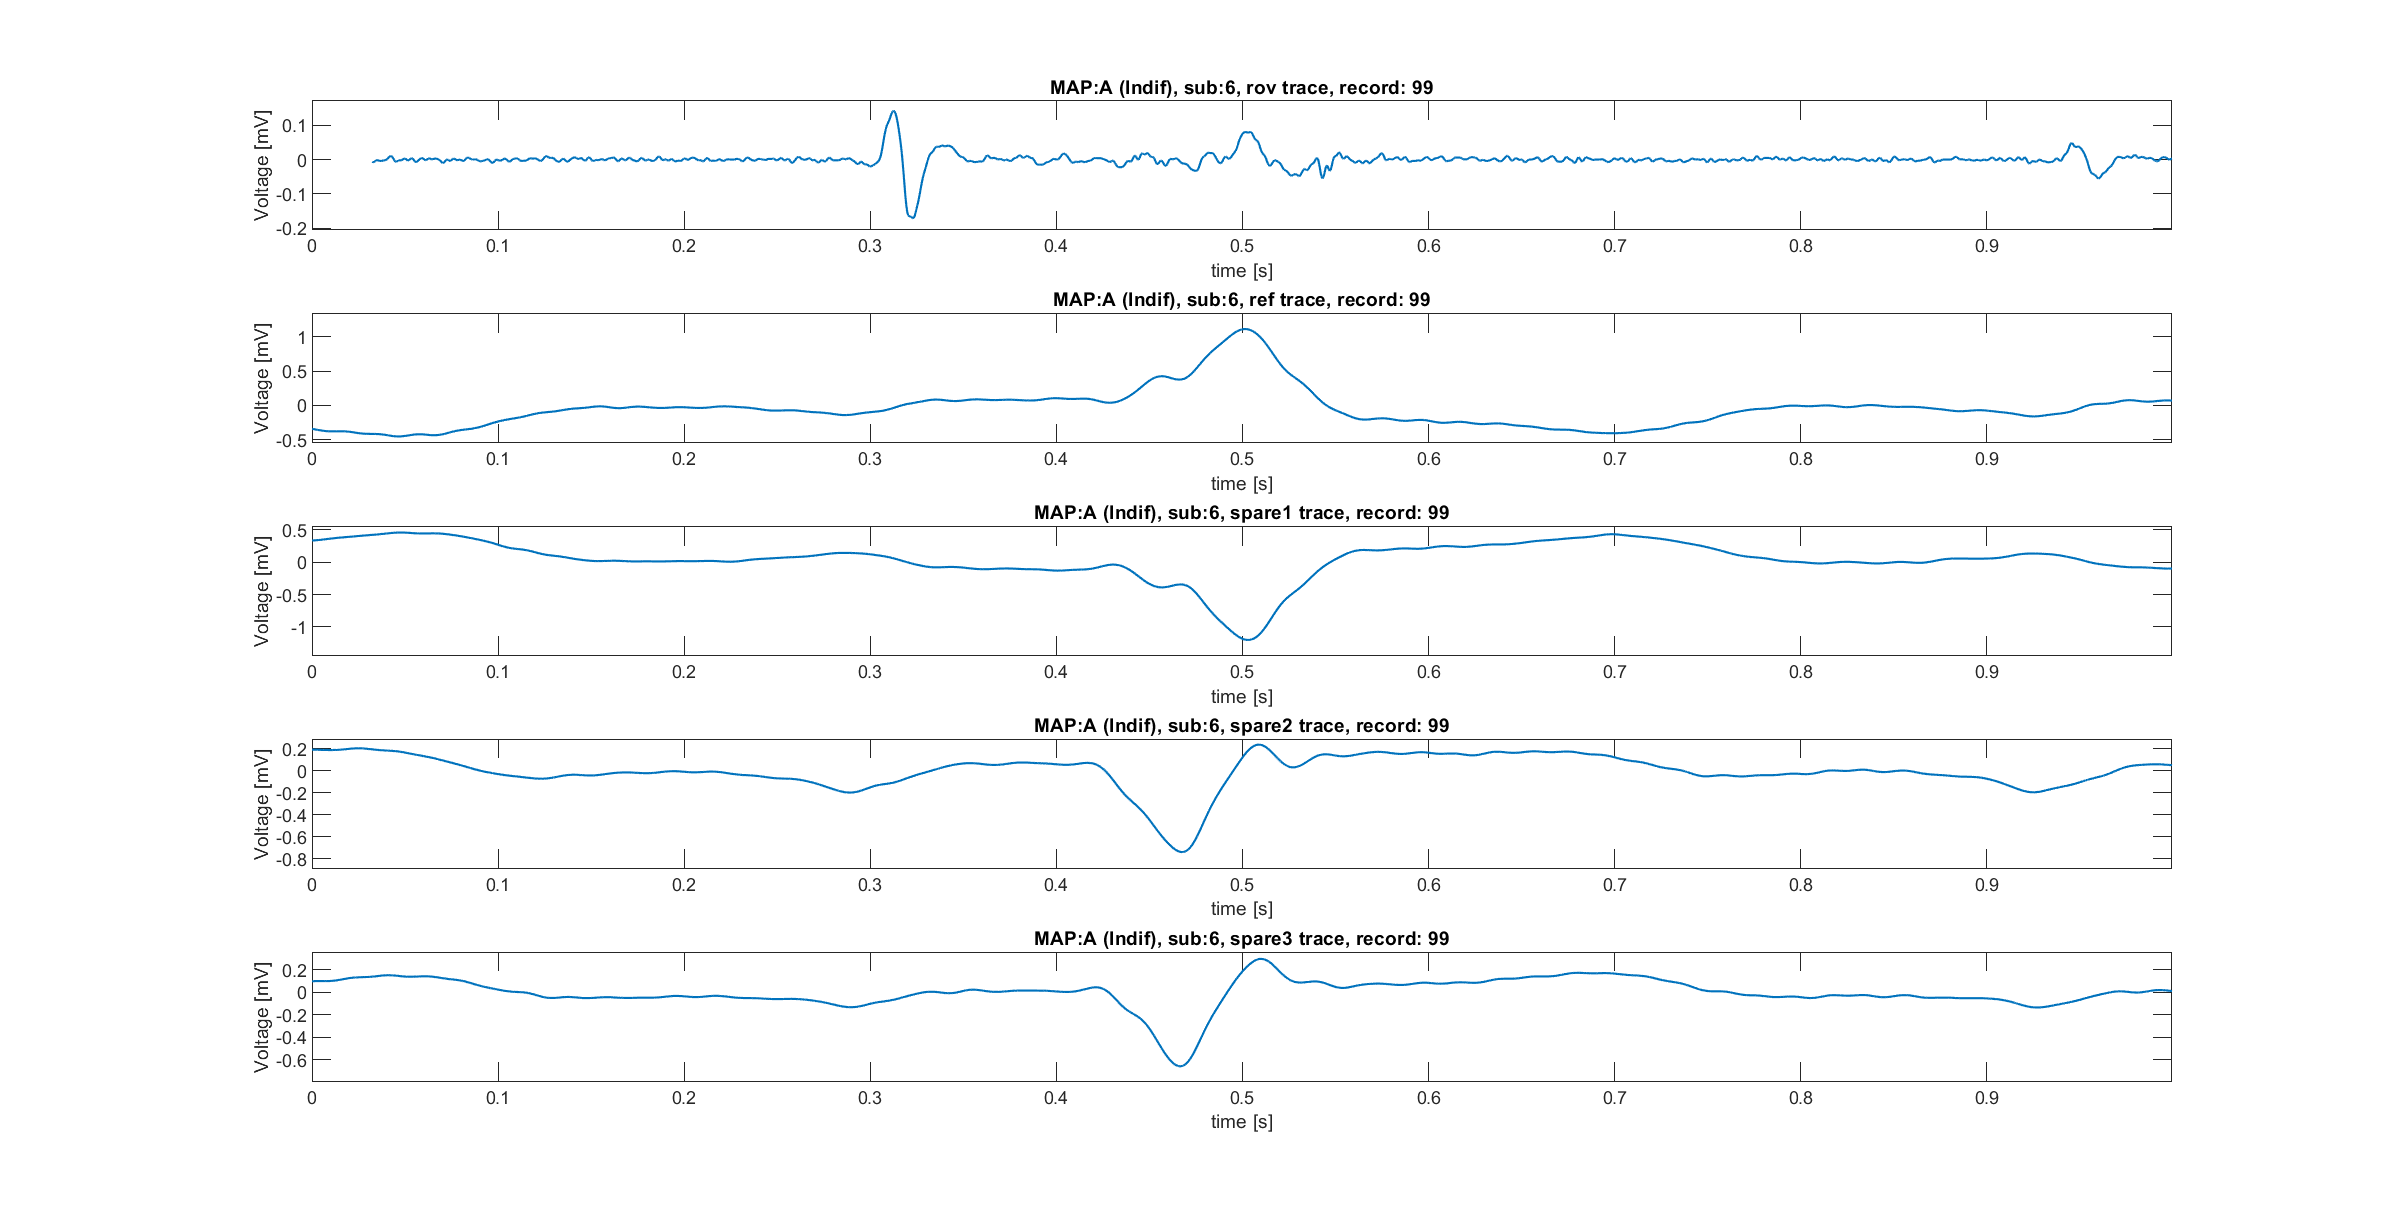 MAP:A (Indif), sub:6, rov trace, record: 99
Voltage [mV]
0.1
0
-0.1
-0.2
0 0.1 0.2 0.3 0.4 0.5 0.6 0.7 0.8 0.9
time [s]
MAP:A (Indif), sub:6, ref trace, record: 99
Voltage [mV]
1
0.5
0
-0.5
0 0.1 0.2 0.3 0.4 0.5 0.6 0.7 0.8 0.9
time [s]
MAP:A (Indif), sub:6, spare1 trace, record: 99
Voltage [mV]
0.5
0
-0.5
-1
0 0.1 0.2 0.3 0.4 0.5 0.6 0.7 0.8 0.9
time [s]
MAP:A (Indif), sub:6, spare2 trace, record: 99
Voltage [mV]
0.2
0
-0.2
-0.4
-0.6
-0.8
0 0.1 0.2 0.3 0.4 0.5 0.6 0.7 0.8 0.9
time [s]
MAP:A (Indif), sub:6, spare3 trace, record: 99
Voltage [mV]
0.2
0
-0.2
-0.4
-0.6
0 0.1 0.2 0.3 0.4 0.5 0.6 0.7 0.8 0.9
time [s]